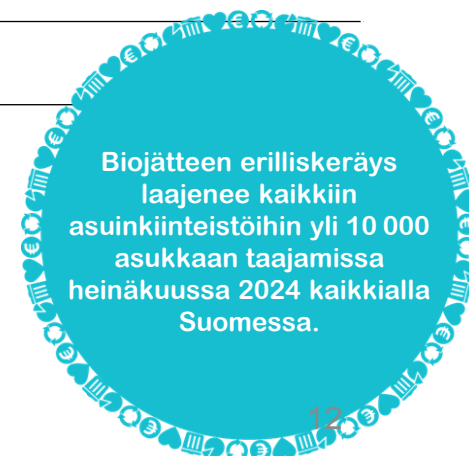 Biojätteen erilliskeräys
laajenee kaikkiin
asuinkiinteistöihin yli 10 000
asukkaan taajamissa
heinäkuussa 2024 kaikkialla
Suomessa.
12